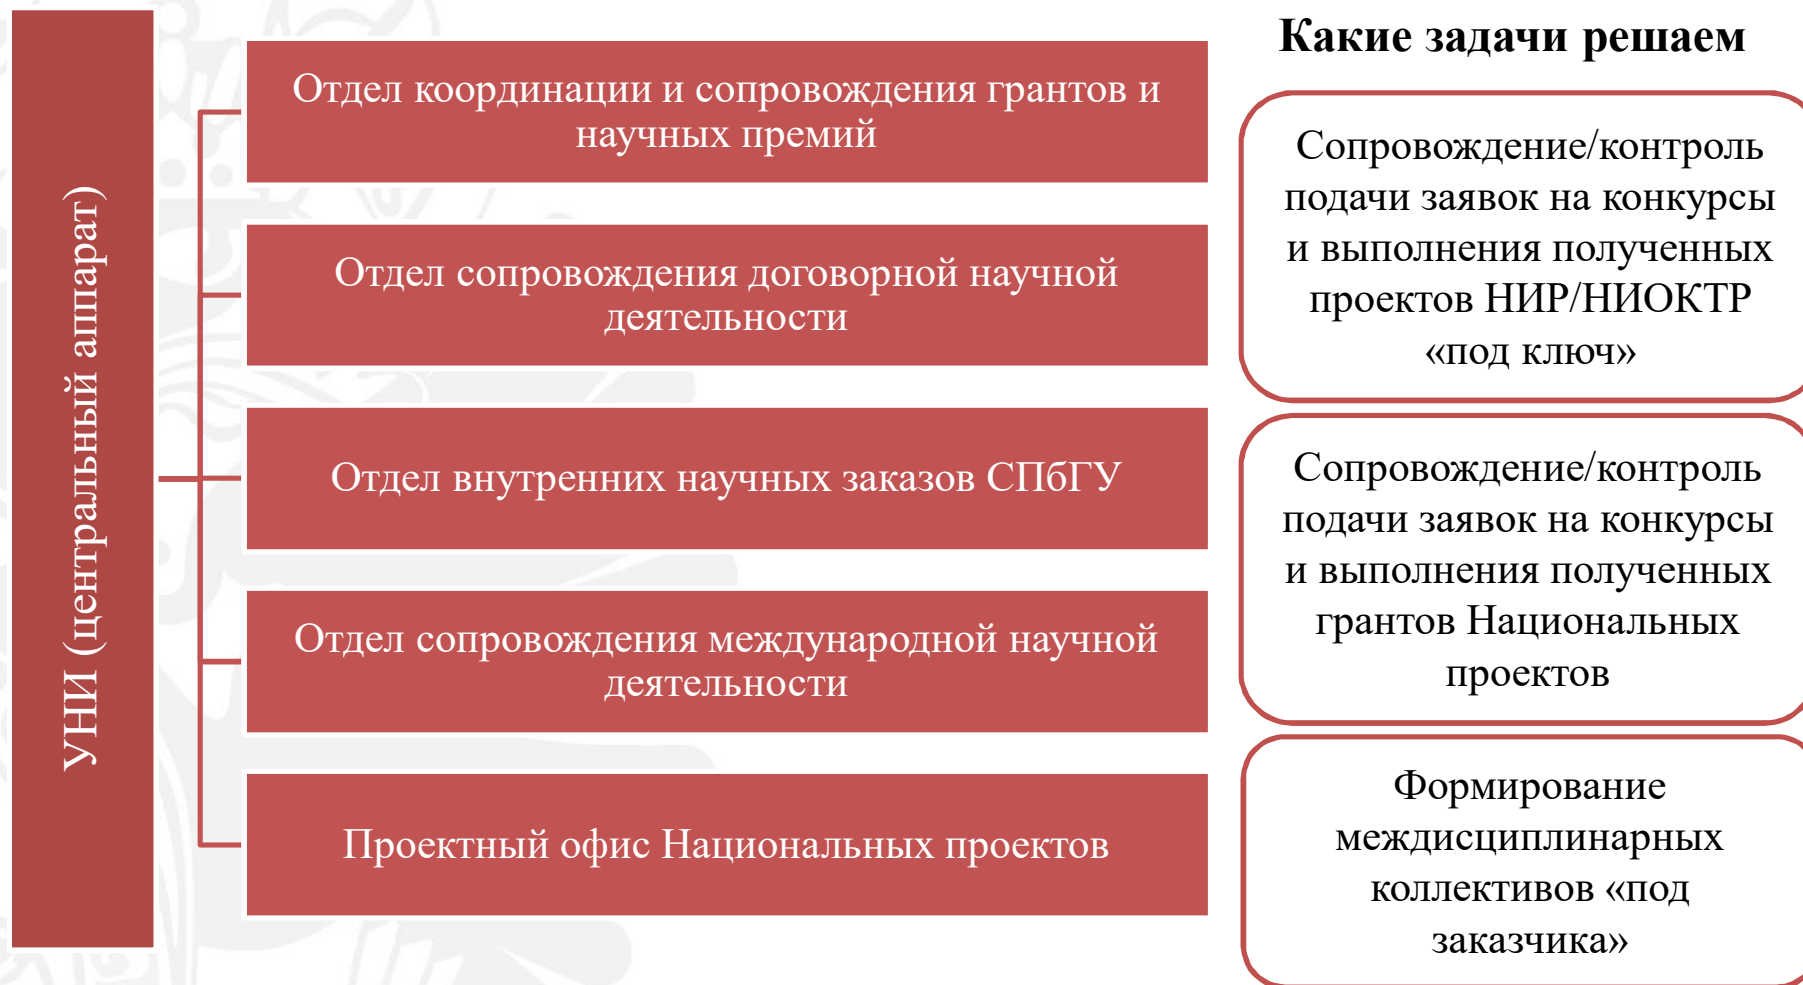 УНИ (центральный аппарат)
Отдел координации и сопровождения грантов и
научных премий
Отдел сопровождения договорной научной
деятельности
Отдел внутренних научных заказов СПбГУ
Отдел сопровождения международной научной
деятельности
Проектный офис Национальных проектов
Какие задачи решаем
Сопровождение/контроль
подачи заявок на конкурсы
и выполнения полученных
проектов НИР/НИОКТР
«под ключ»
Сопровождение/контроль
подачи заявок на конкурсы
и выполнения полученных
грантов Национальных
проектов
Формирование
междисциплинарных
коллективов «под
заказчика»